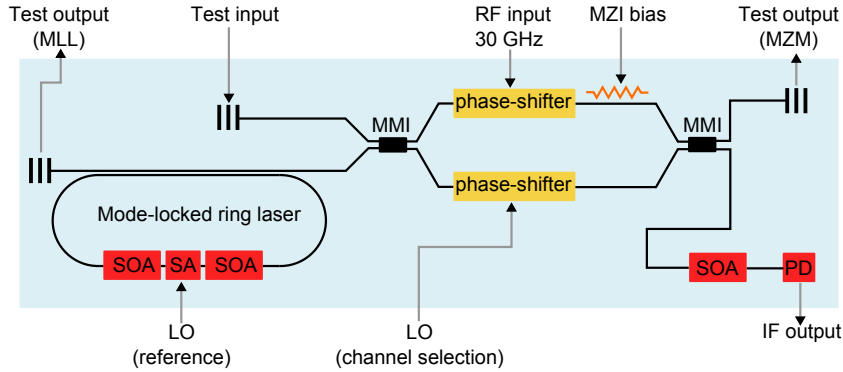 Test output
(MLL)
Test input
RF input
30 GHz
MZI bias
Test output
(MZM)
phase-shifter
MMI
MMI
phase-shifter
Mode-locked ring laser
SOA
SA
SOA
SOA
PD
LO
(reference)
LO
(channel selection)
IF output